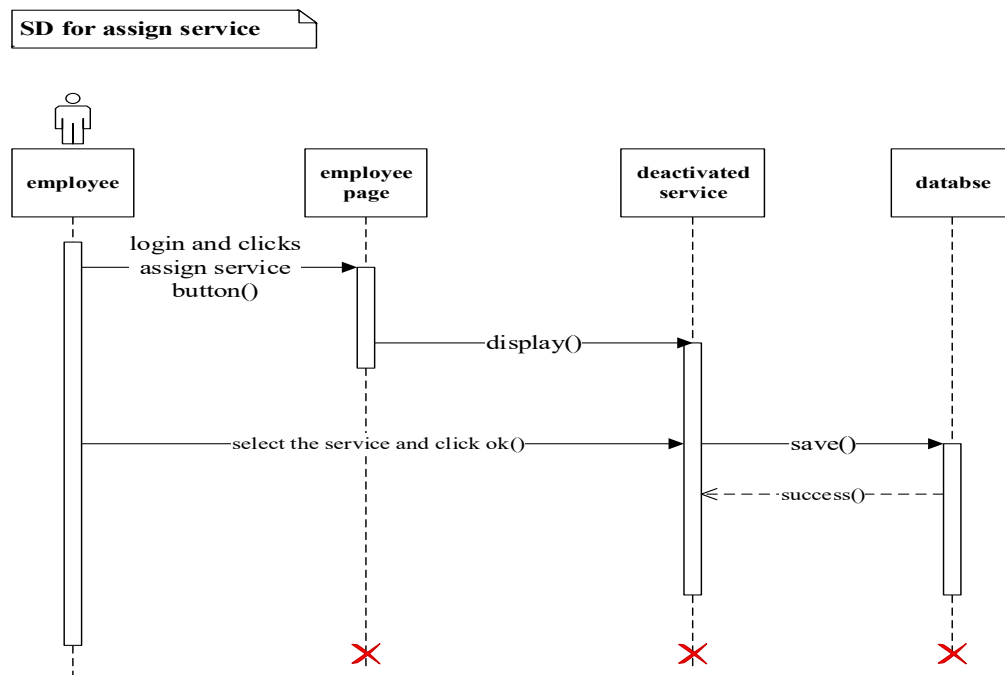 SD for assign service
employee
employee
page
deactivated
service
databse
login and clicks
assign service
button()
display()
select the service and click ok()
save()
success()